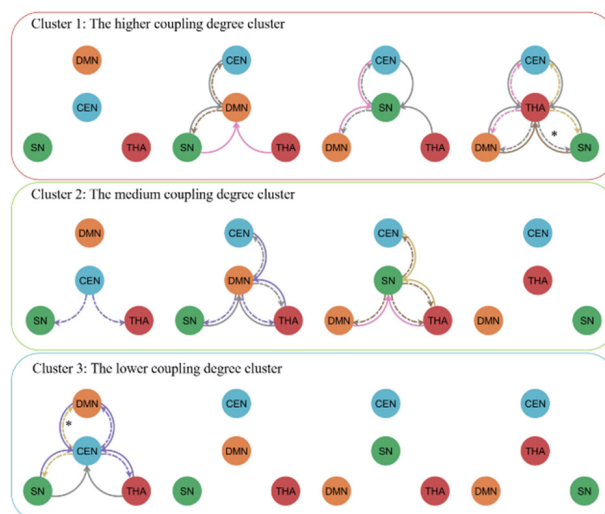 Cluster 1: The higher coupling degree cluster
DMN CEN CEN CEN
CEN DMN SN THA
SN THA SN THA DMN THA DMN * SN
Cluster 2: The medium coupling degree cluster
DMN CEN CEN CEN
CEN DMN SN THA
SN THA SN THA DMN THA DMN SN
Cluster 3: The lower coupling degree cluster
DMN CEN CEN CEN
*
CEN DMN SN THA
SN THA SN THA DMN THA DMN SN